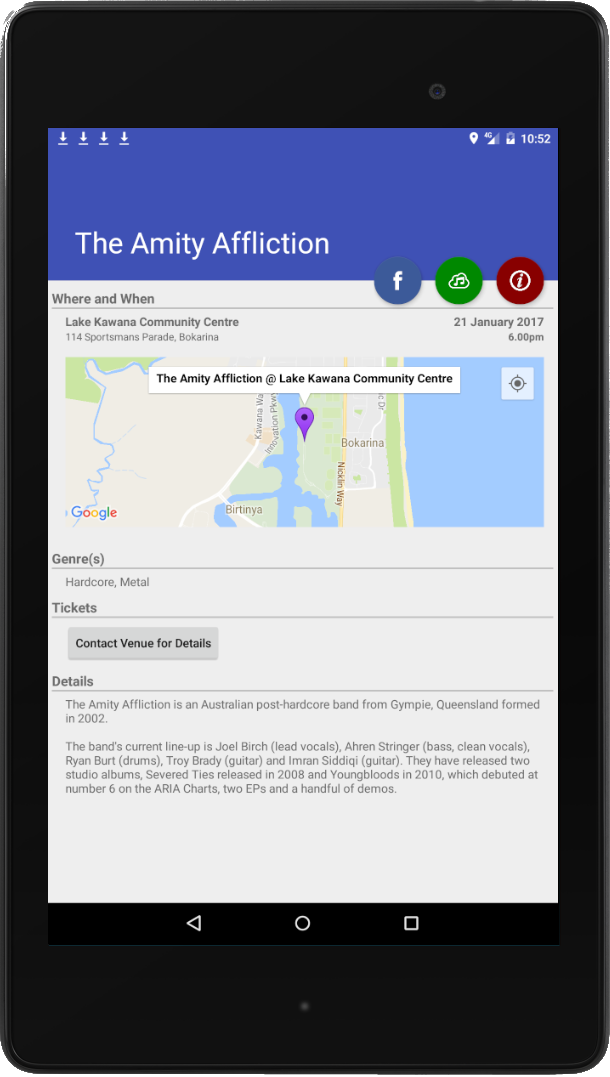 4G 10:52
The Amity Affliction
f
i
Where and When
Lake Kawana Community Centre 21 January 2017
114 Sportsmans Parade, Bokarina 6.00pm
The Amity Affliction @ Lake Kawana Community Centre
Kawana Wa
Innovation Pkwy
ic Dr
Bokarina
Nicklin Way
Birtinya
Google
Genre(s)
Hardcore, Metal
Tickets
Contact Venue for Details
Details
The Amity Affliction is an Australian post-hardcore band from Gympie, Queensland formed
in 2002.
The band's current line-up is Joel Birch (lead vocals), Ahren Stringer (bass, clean vocals),
Ryan Burt (drums), Troy Brady (guitar) and Imran Siddiqi (guitar). They have released two
studio albums, Severed Ties released in 2008 and Youngbloods in 2010, which debuted at
number 6 on the ARIA Charts, two EPs and a handful of demos.